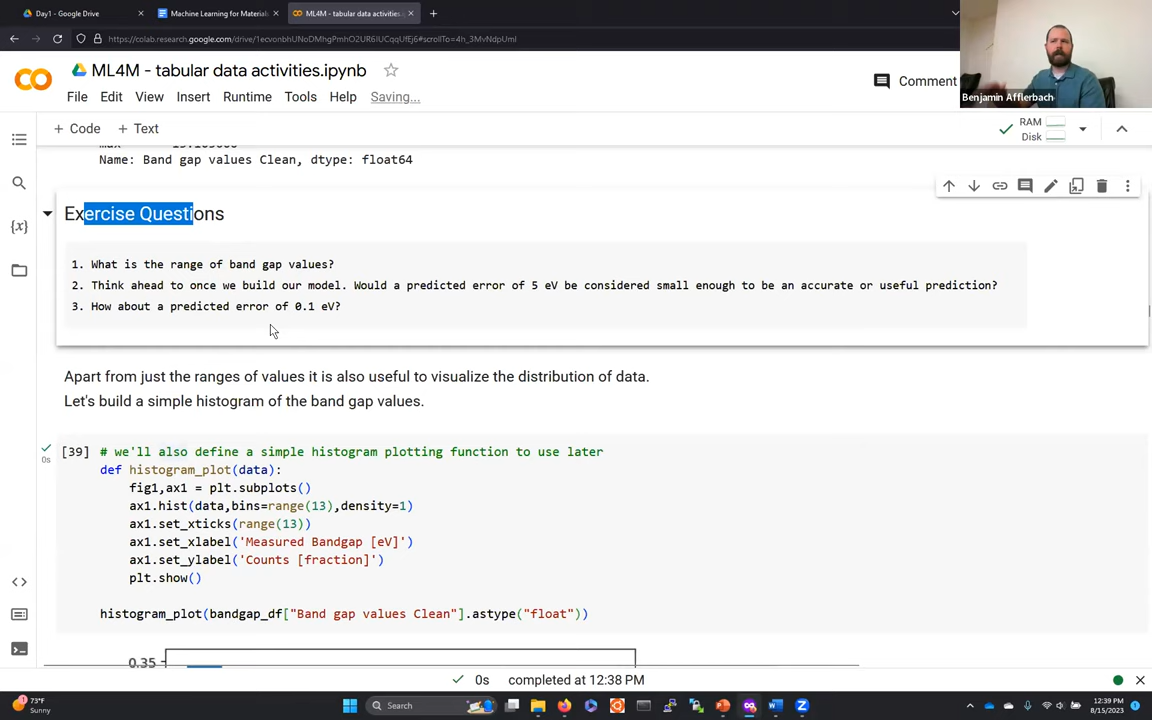 Day1 - Google Drive
Machine Learning for Materials
ML4M - tabular data activities
https://colab.research.google.com/drive/1ecvonbhUNoDMhgPmhO2UR6IUCqqUfEj6#scrollTo=4h_3MvNdpUmI
ML4M - tabular data activities.ipynb
File Edit View Insert Runtime Tools Help Saving...
Comment
Benjamin Afflerbach
+ Code + Text
RAM
Disk
Name: Band gap values Clean, dtype: float64
Exercise Questions
1. What is the range of band gap values?
2. Think ahead to once we build our model. Would a predicted error of 5 eV be considered small enough to be an accurate or useful prediction?
3. How about a predicted error of 0.1 eV?
Apart from just the ranges of values it is also useful to visualize the distribution of data.
Let's build a simple histogram of the band gap values.
[39] # we'll also define a simple histogram plotting function to use later
0s
def histogram_plot(data):
fig1,ax1 = plt.subplots()
ax1.hist(data,bins=range(13),density=1)
ax1.set_xticks(range(13))
ax1.set_xlabel('Measured Bandgap [eV]')
ax1.set_ylabel('Counts [fraction]')
plt.show()
histogram_plot(bandgap_df["Band gap values Clean"].astype("float"))
0.35
0s completed at 12:38 PM
73°F
Sunny
Search
12:39 PM
8/15/2023